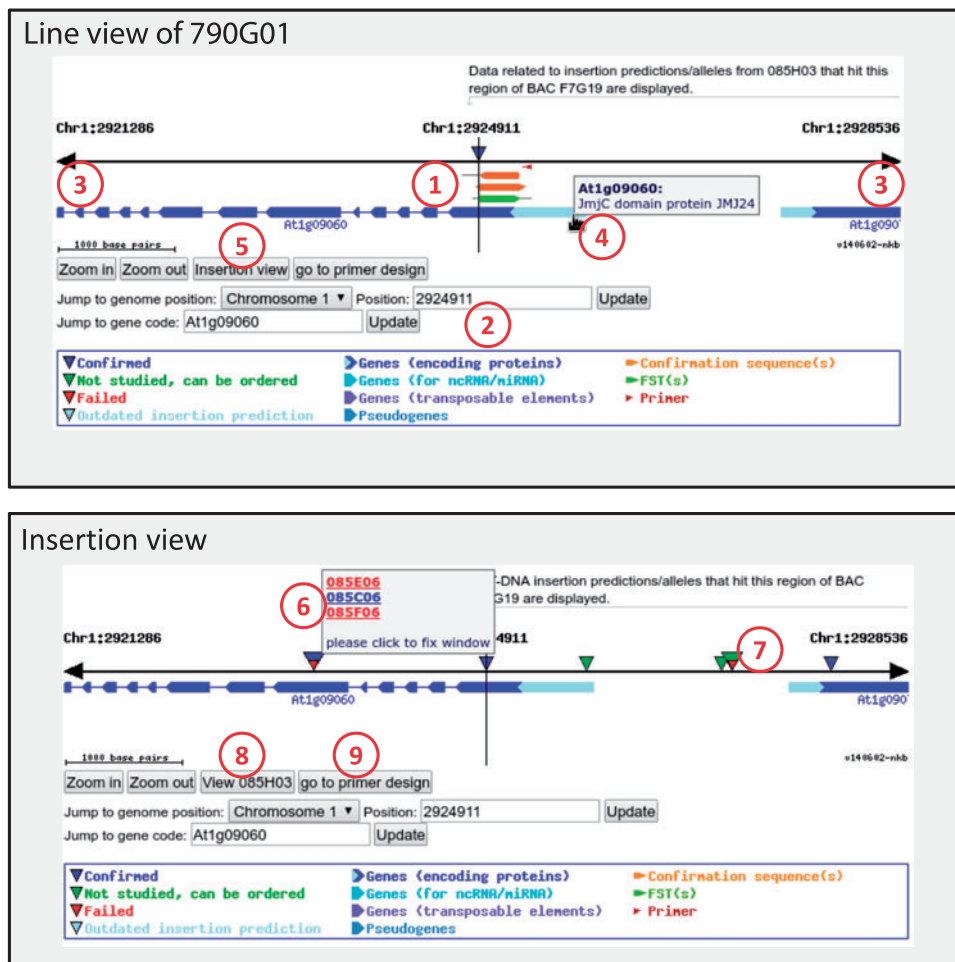 Line view of 790G01
Data related to insertion predictions/alleles from 085H03 that hit this
region of BAC F7G19 are displayed.
Chr1:2921286 Chr1:2924911 Chr1:2928536
3 1 3
At1g09060:
JmjC domain protein JMJ24
4
At1g09060 At1g090
1000 base pairs 5 v140602-nkb
Zoom in Zoom out Insertion view go to primer design
Jump to genome position: Chromosome 1 ▼ Position: 2924911 Update
Jump to gene code: At1g09060 Update 2
Confirmed Genes (encoding proteins) Confirmation sequence(s)
Not studied, can be ordered Genes (for ncRNA/miRNA) FST(s)
Failed Genes (transposable elements) Primer
Outdated insertion prediction Pseudogenes
Insertion view
085E06 -DNA insertion predictions/alleles that hit this region of BAC
6 085C06 G19 are displayed.
085F06
please click to fix window
Chr1:2921286 4911 Chr1:2928536
7
At1g09060 At1g090
1000 base pairs 8 9 v140602-nkb
Zoom in Zoom out View 085H03 go to primer design
Jump to genome position: Chromosome 1 ▼ Position: 2924911 Update
Jump to gene code: At1g09060 Update
Confirmed Genes (encoding proteins) Confirmation sequence(s)
Not studied, can be ordered Genes (for ncRNA/miRNA) FST(s)
Failed Genes (transposable elements) Primer
Outdated insertion prediction Pseudogenes